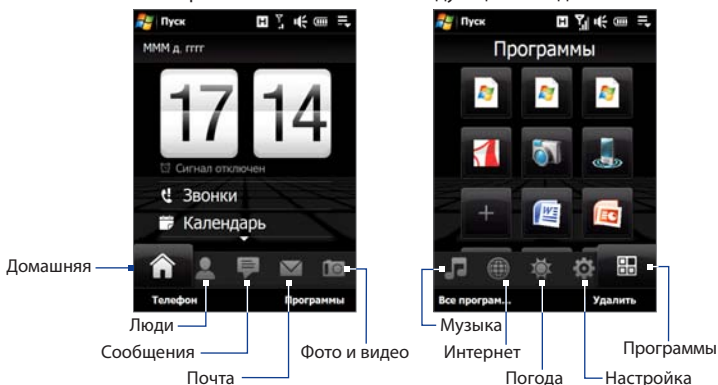 Пуск
МММ д. гггг
17 14
Сигнал отключен
Звонки
Календарь
Телефон Программы
Пуск
Программы
Все програм... Удалить
Домашняя
Люди
Сообщения
Почта
Фото и видео
Музыка
Интернет
Погода
Настройка
Программы